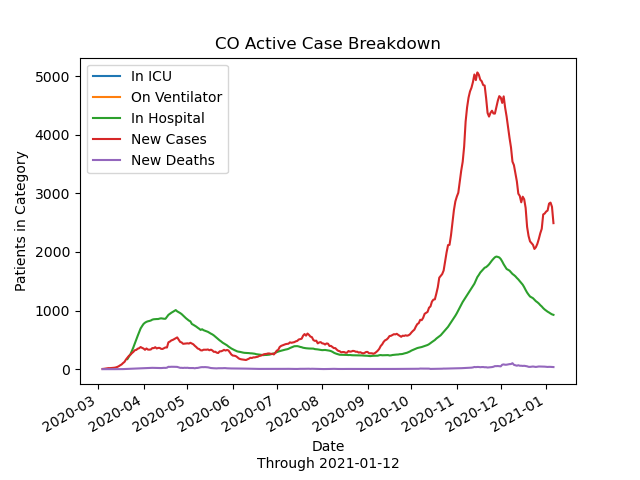 CO Active Case Breakdown
In ICU
On Ventilator
In Hospital
New Cases
New Deaths
Patients in Category
5000
4000
3000
2000
1000
0
2020-03
2020-04
2020-05
2020-06
2020-07
2020-08
2020-09
2020-10
2020-11
2020-12
2021-01
Date
Through 2021-01-12